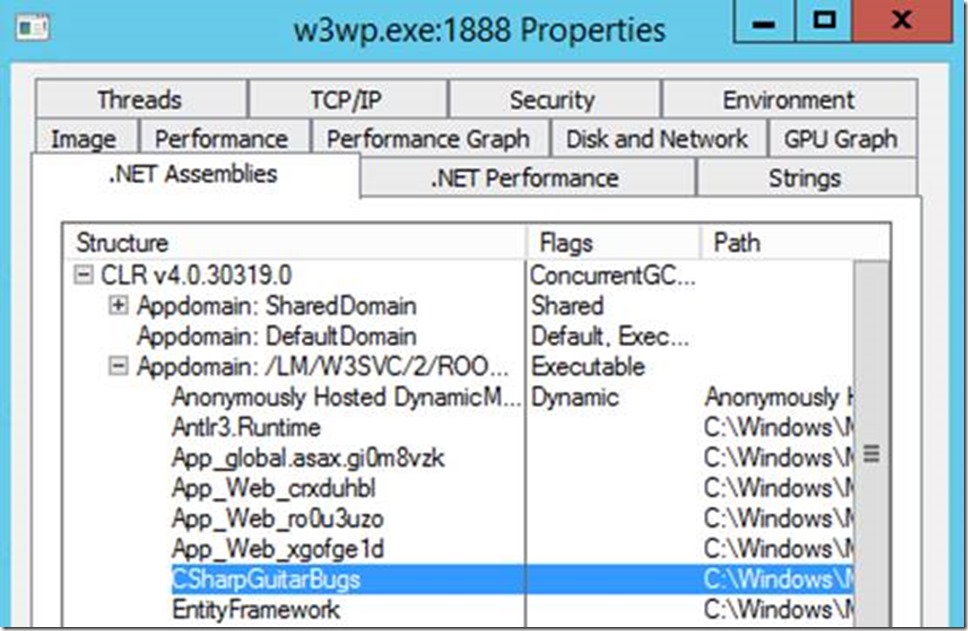 w3wp.exe:1888 Properties
Threads TCP/IP Security Environment
Image Performance Performance Graph Disk and Network GPU Graph
.NET Assemblies .NET Performance Strings
Structure Flags Path
CLR v4.0.30319.0 ConcurrentGC...
Appdomain: SharedDomain Shared
Appdomain: DefaultDomain Default, Exec...
Appdomain: /LM/W3SVC/2/ROO... Executable
Anonymously Hosted DynamicM... Dynamic Anonymously
Antlr3.Runtime C:\Windows\
App_global.asax.gi0m8vzk C:\Windows\
App_Web_crxduhbl C:\Windows\
App_Web_ro0u3uzo C:\Windows\
App_Web_xgofge1d C:\Windows\
CSharpGuitarBugs C:\Windows\
EntityFramework C:\Windows\